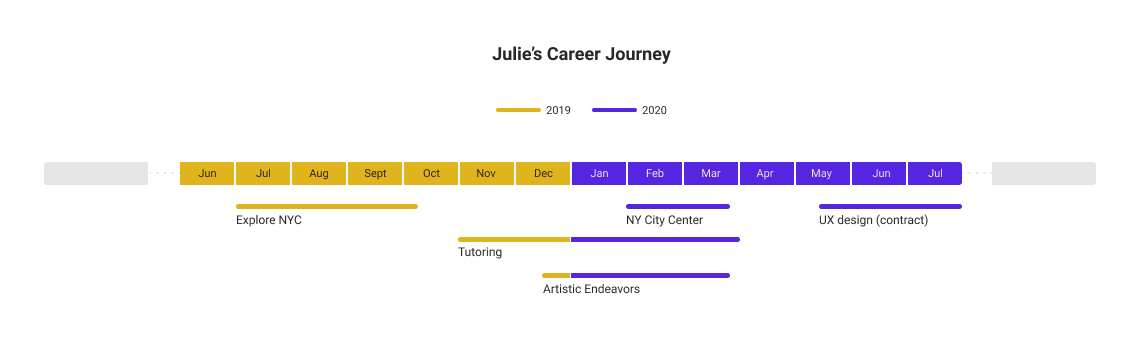 Julie’s Career Journey
2019 2020
Jun Jul Aug Sept Oct Nov Dec Jan Feb Mar Apr May Jun Jul
Explore NYC NY City Center UX design (contract)
Tutoring
Artistic Endeavors